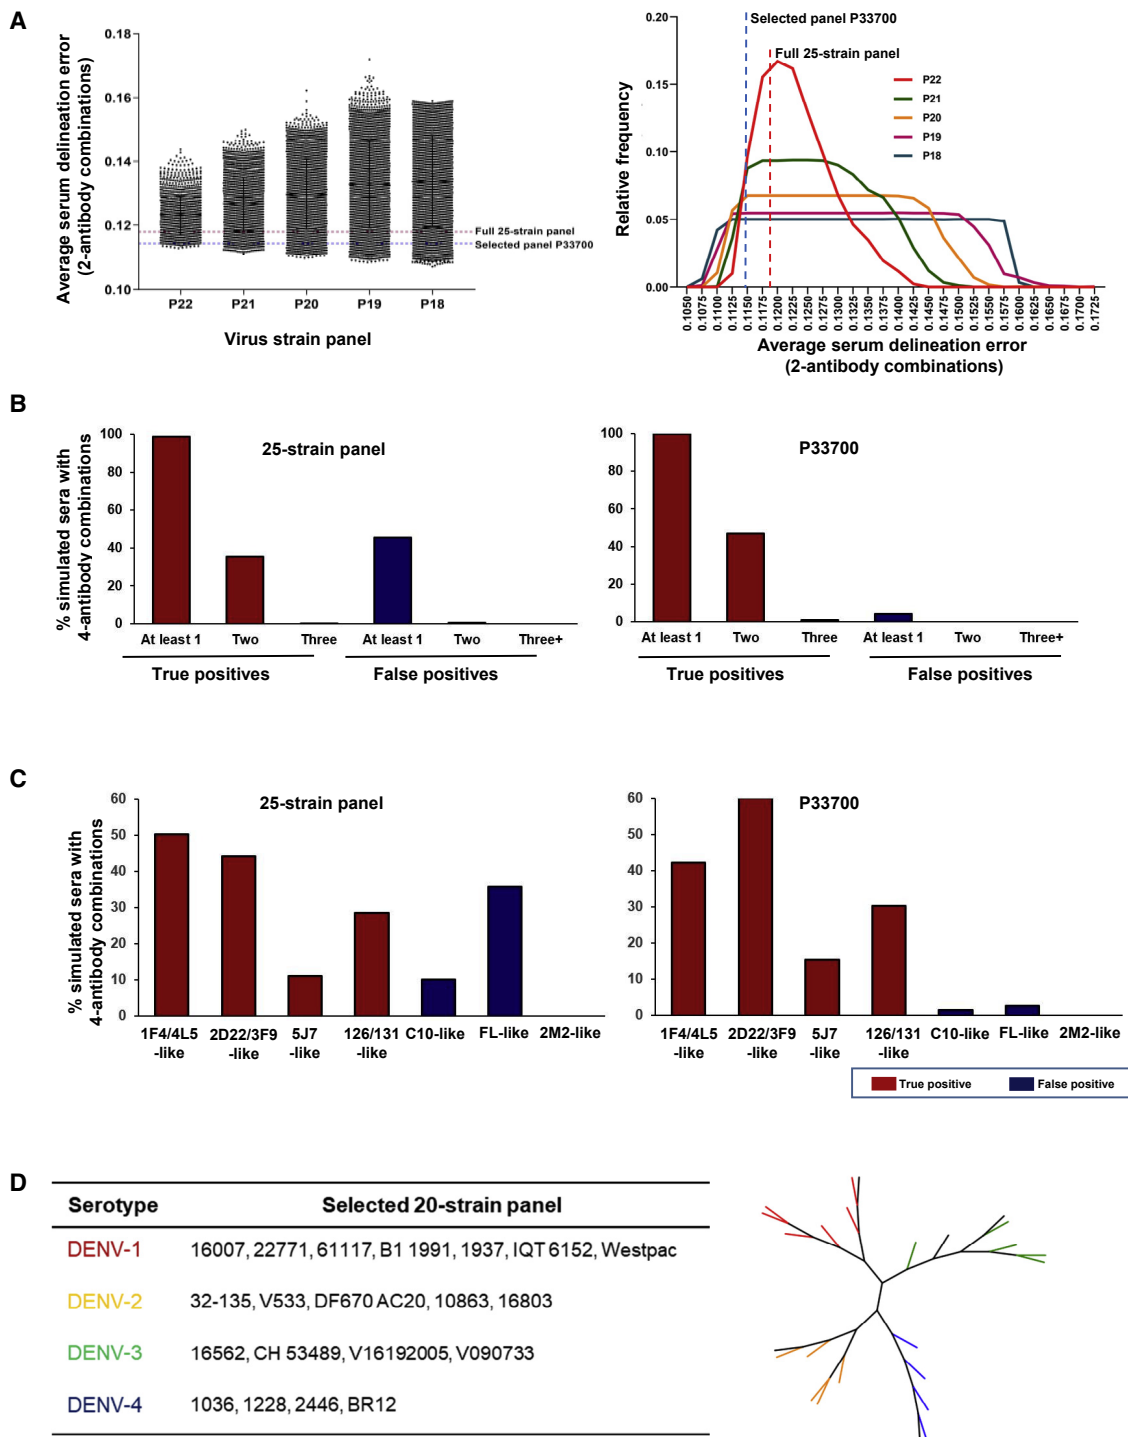 A
Average serum delineation error
(2-antibody combinations)
0.18
0.16
0.14
0.12
0.10
Full 25-strain panel
Selected panel P33700
P22 P21 P20 P19 P18
Virus strain panel
Relative frequency
0.20
0.15
0.10
0.05
0.00
Selected panel P33700
Full 25-strain panel
P22
P21
P20
P19
P18
0.1050 0.1075 0.1100 0.1125 0.1150 0.1175 0.1200 0.1225 0.1250 0.1275 0.1300 0.1325 0.1350 0.1375 0.1400 0.1425 0.1450 0.1475 0.1500 0.1550 0.1575 0.1600 0.1625 0.1650 0.1675 0.1700 0.1725
Average serum delineation error
(2-antibody combinations)
B
% simulated sera with
4-antibody combinations
25-strain panel
100
80
60
40
20
0
At least 1 Two Three At least 1 Two Three+
True positives False positives
P33700
100
80
60
40
20
0
At least 1 Two Three At least 1 Two Three+
True positives False positives
C
% simulated sera with
4-antibody combinations
25-strain panel
60
50
40
30
20
10
0
1F4/4L5 2D22/3F9 5J7 126/131 C10-like FL-like 2M2-like
-like -like -like -like
P33700
60
50
40
30
20
10
0
1F4/4L5 2D22/3F9 5J7 126/131 C10-like FL-like 2M2-like
-like -like -like -like
True positive False positive
D
Serotype Selected 20-strain panel
DENV-1 16007, 22771, 61117, B1 1991, 1937, IQT 6152, Westpac
DENV-2 32-135, V533, DF670 AC20, 10863, 16803
DENV-3 16562, CH 53489, V16192005, V090733
DENV-4 1036, 1228, 2446, BR12